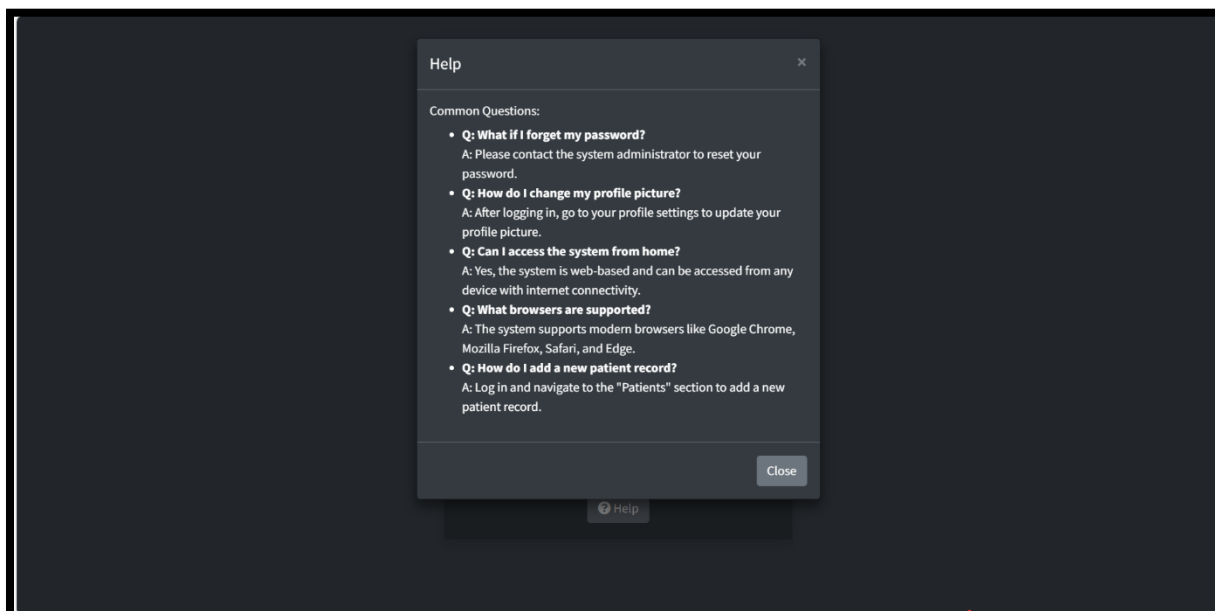 Help
×
Common Questions:
• Q: What if I forget my password?
A: Please contact the system administrator to reset your
password.
• Q: How do I change my profile picture?
A: After logging in, go to your profile settings to update your
profile picture.
• Q: Can I access the system from home?
A: Yes, the system is web-based and can be accessed from any
device with internet connectivity.
• Q: What browsers are supported?
A: The system supports modern browsers like Google Chrome,
Mozilla Firefox, Safari, and Edge.
• Q: How do I add a new patient record?
A: Log in and navigate to the "Patients" section to add a new
patient record.
Close
Help